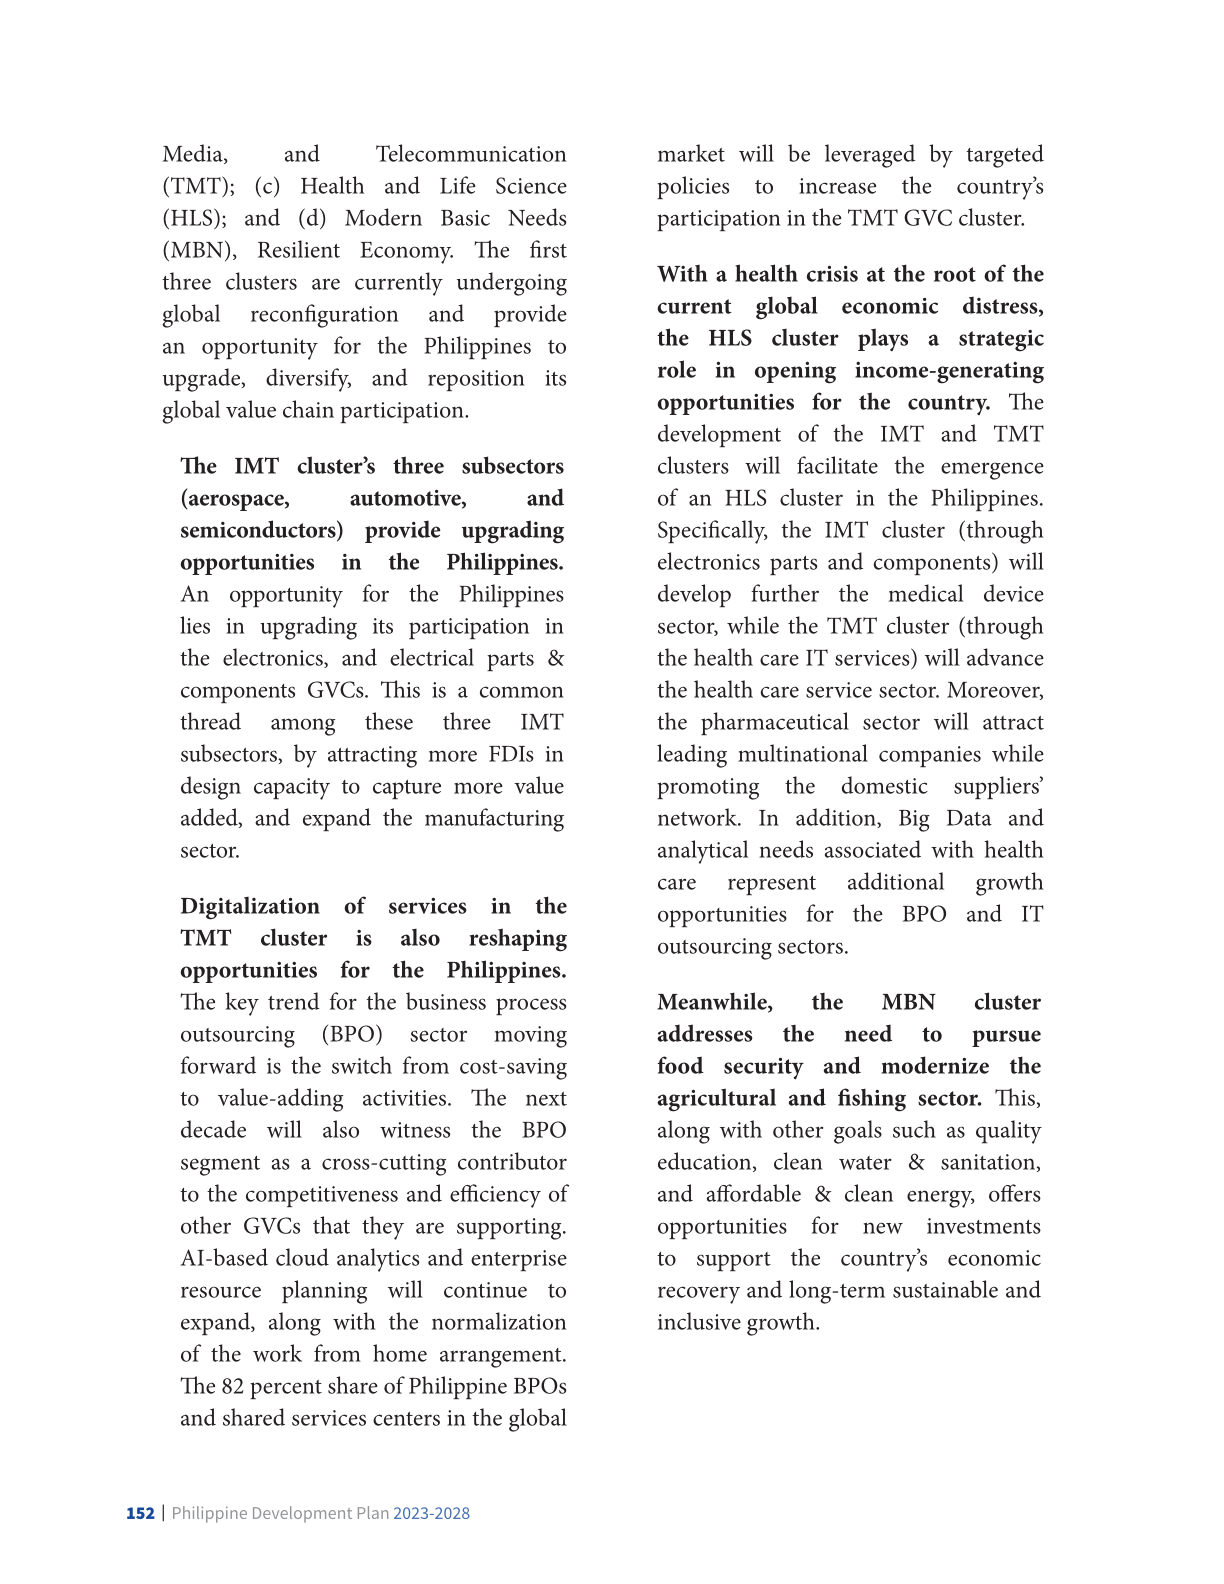 Media, and Telecommunication
(TMT); (c) Health and Life Science
(HLS); and (d) Modern Basic Needs
(MBN), Resilient Economy. The first
three clusters are currently undergoing
global reconfiguration and provide
an opportunity for the Philippines to
upgrade, diversify, and reposition its
global value chain participation.
The IMT cluster’s three subsectors
(aerospace, automotive, and
semiconductors) provide upgrading
opportunities in the Philippines.
An opportunity for the Philippines
lies in upgrading its participation in
the electronics, and electrical parts &
components GVCs. This is a common
thread among these three IMT
subsectors, by attracting more FDIs in
design capacity to capture more value
added, and expand the manufacturing
sector.
Digitalization of services in the
TMT cluster is also reshaping
opportunities for the Philippines.
The key trend for the business process
outsourcing (BPO) sector moving
forward is the switch from cost-saving
to value-adding activities. The next
decade will also witness the BPO
segment as a cross-cutting contributor
to the competitiveness and efficiency of
other GVCs that they are supporting.
AI-based cloud analytics and enterprise
resource planning will continue to
expand, along with the normalization
of the work from home arrangement.
The 82 percent share of Philippine BPOs
and shared services centers in the global
market will be leveraged by targeted
policies to increase the country’s
participation in the TMT GVC cluster.
With a health crisis at the root of the
current global economic distress,
the HLS cluster plays a strategic
role in opening income-generating
opportunities for the country. The
development of the IMT and TMT
clusters will facilitate the emergence
of an HLS cluster in the Philippines.
Specifically, the IMT cluster (through
electronics parts and components) will
develop further the medical device
sector, while the TMT cluster (through
the health care IT services) will advance
the health care service sector. Moreover,
the pharmaceutical sector will attract
leading multinational companies while
promoting the domestic suppliers’
network. In addition, Big Data and
analytical needs associated with health
care represent additional growth
opportunities for the BPO and IT
outsourcing sectors.
Meanwhile, the MBN cluster
addresses the need to pursue
food security and modernize the
agricultural and fishing sector. This,
along with other goals such as quality
education, clean water & sanitation,
and affordable & clean energy, offers
opportunities for new investments
to support the country’s economic
recovery and long-term sustainable and
inclusive growth.
152 | Philippine Development Plan 2023-2028